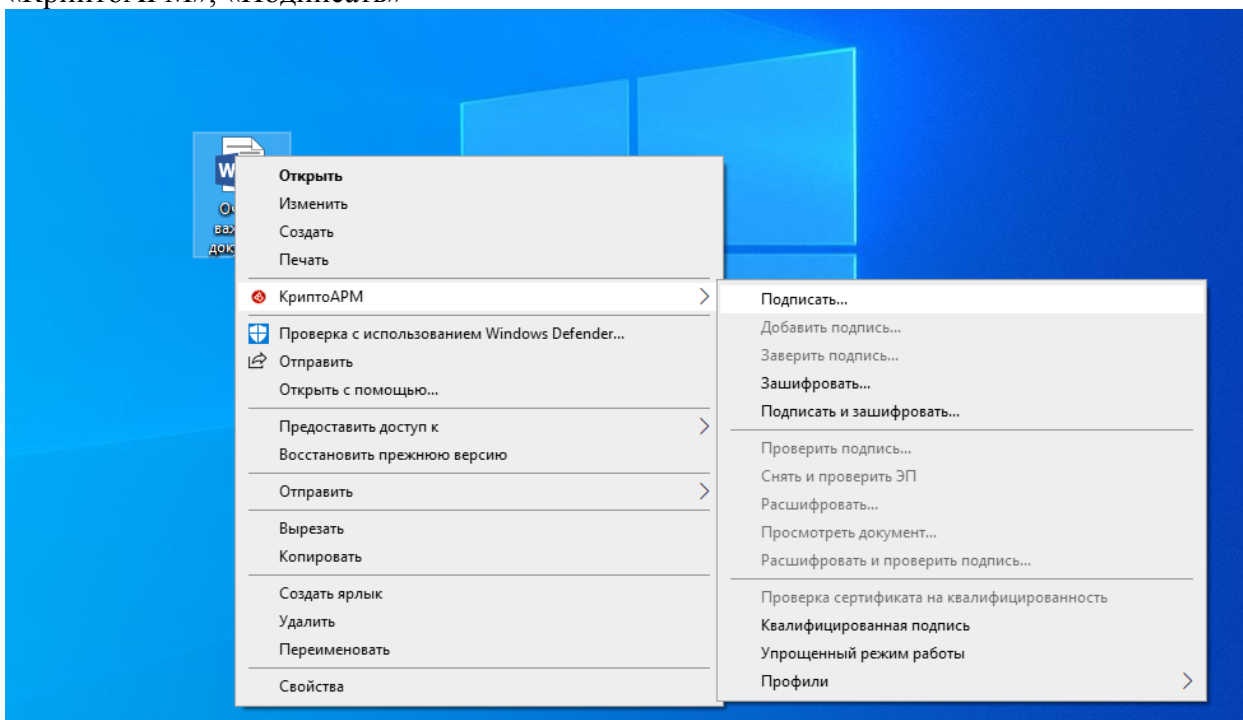 «КриптоАРМ», «Подписать»
Открыть
Изменить
Создать
Печать
КриптоАРМ
Проверка с использованием Windows Defender...
Отправить
Открыть с помощью...
Предоставить доступ к
Восстановить прежнюю версию
Отправить
Вырезать
Копировать
Создать ярлык
Удалить
Переименовать
Свойства
Подписать...
Добавить подпись...
Заверить подпись...
Зашифровать...
Подписать и зашифровать...
Проверить подпись...
Снять и проверить ЭП
Расшифровать...
Просмотреть документ...
Расшифровать и проверить подпись...
Проверка сертификата на квалифицированность
Квалифицированная подпись
Упрощенный режим работы
Профили